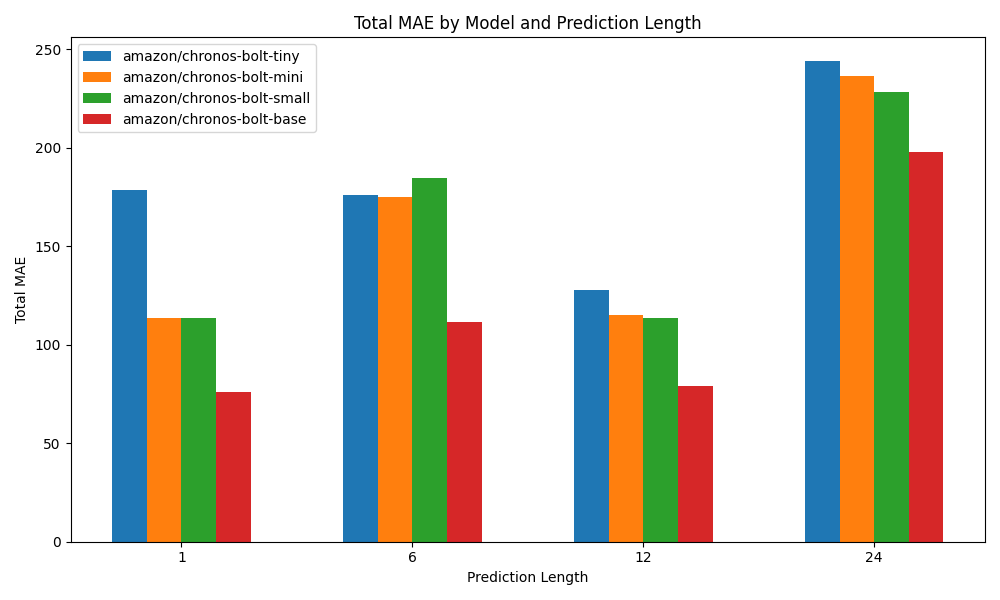 Total MAE by Model and Prediction Length
amazon/chronos-bolt-tiny
amazon/chronos-bolt-mini
amazon/chronos-bolt-small
amazon/chronos-bolt-base
250
200
150
100
50
0
Total MAE
1 6 12 24
Prediction Length